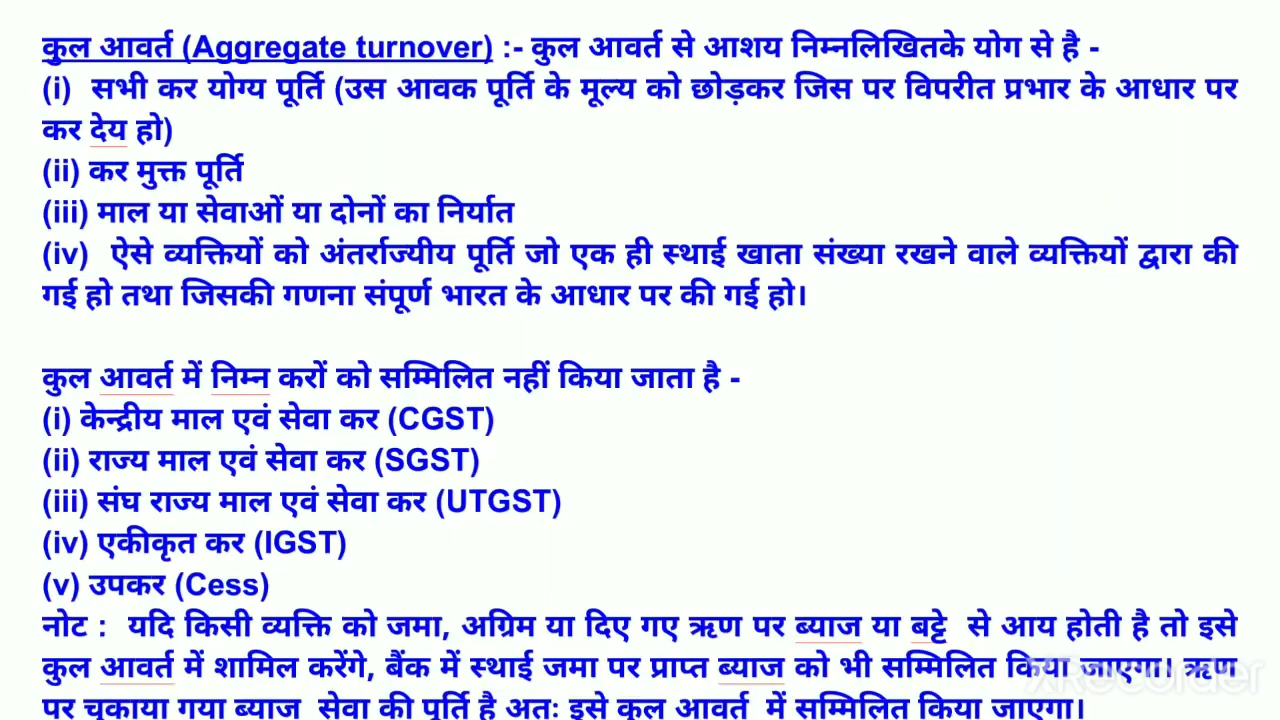 कुल आवर्त (Aggregate turnover) :- कुल आवर्त से आशय निम्नलिखितके योग से है -
(i) सभी कर योग्य पूर्ति (उस आवक पूर्ति के मूल्य को छोड़कर जिस पर विपरीत प्रभार के आधार पर
कर देय हो)
(ii) कर मुक्त पूर्ति
(iii) माल या सेवाओं या दोनों का निर्यात
(iv) ऐसे व्यक्तियों को अंतर्राज्यीय पूर्ति जो एक ही स्थाई खाता संख्या रखने वाले व्यक्तियों द्वारा की
गई हो तथा जिसकी गणना संपूर्ण भारत के आधार पर की गई हो।
कुल आवर्त में निम्न करों को सम्मिलित नहीं किया जाता है -
(i) केन्द्रीय माल एवं सेवा कर (CGST)
(ii) राज्य माल एवं सेवा कर (SGST)
(iii) संघ राज्य माल एवं सेवा कर (UTGST)
(iv) एकीकृत कर (IGST)
(v) उपकर (Cess)
नोट : यदि किसी व्यक्ति को जमा, अग्रिम या दिए गए ऋण पर ब्याज या बट्टे से आय होती है तो इसे
कुल आवर्त में शामिल करेंगे, बैंक में स्थाई जमा पर प्राप्त ब्याज को भी सम्मिलित किया जाएगा। ऋण
पर चुकाया गया ब्याज सेवा की पूर्ति है अतः इसे कुल आवर्त में सम्मिलित किया जाएगा।
XRecorder